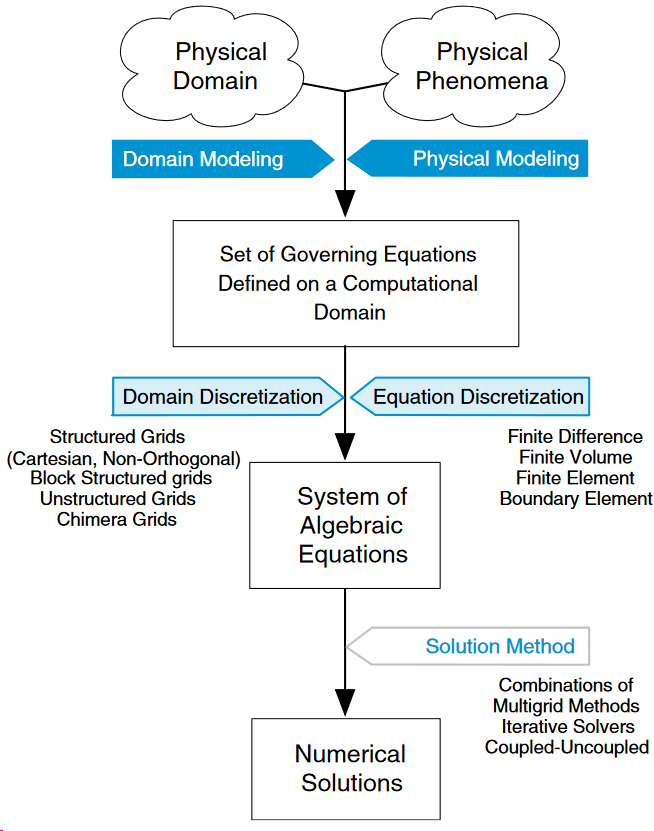 Physical
Domain
Physical
Phenomena
Domain Modeling
Physical Modeling
Set of Governing Equations
Defined on a Computational
Domain
Domain Discretization
Equation Discretization
Structured Grids
(Cartesian, Non-Orthogonal)
Block Structured grids
Unstructured Grids
Chimera Grids
Finite Difference
Finite Volume
Finite Element
Boundary Element
System of
Algebraic
Equations
Solution Method
Combinations of
Multigrid Methods
Iterative Solvers
Coupled-Uncoupled
Numerical
Solutions